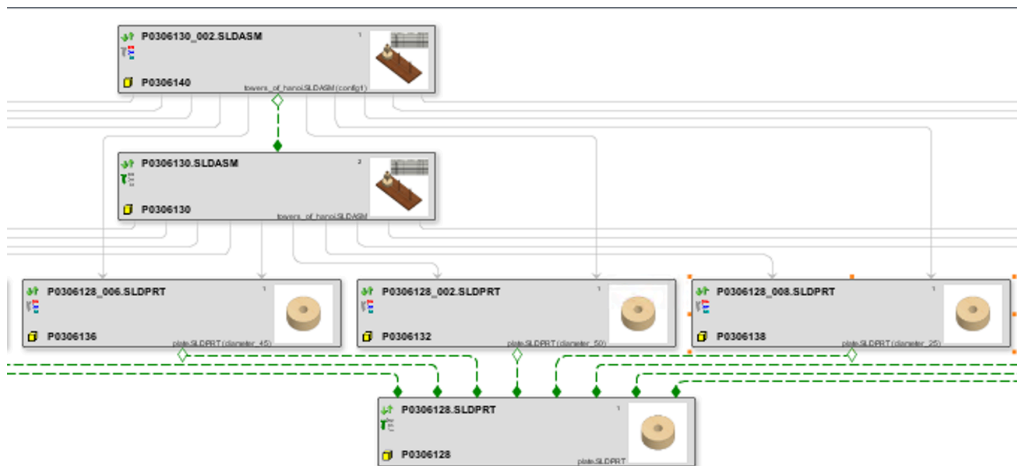 P0306130_002.SLDASM 1
P0306140
towers_of_hanoi.SLDASM (config1)
P0306130.SLDASM 2
P0306130
towers_of_hanoi.SLDASM
P0306128_006.SLDPRT 1
P0306136
plate.SLDPRT (diameter_45)
P0306128_002.SLDPRT 1
P0306132
plate.SLDPRT (diameter_50)
P0306128_008.SLDPRT 1
P0306138
plate.SLDPRT (diameter_25)
P0306128.SLDPRT 1
P0306128
plate.SLDPRT